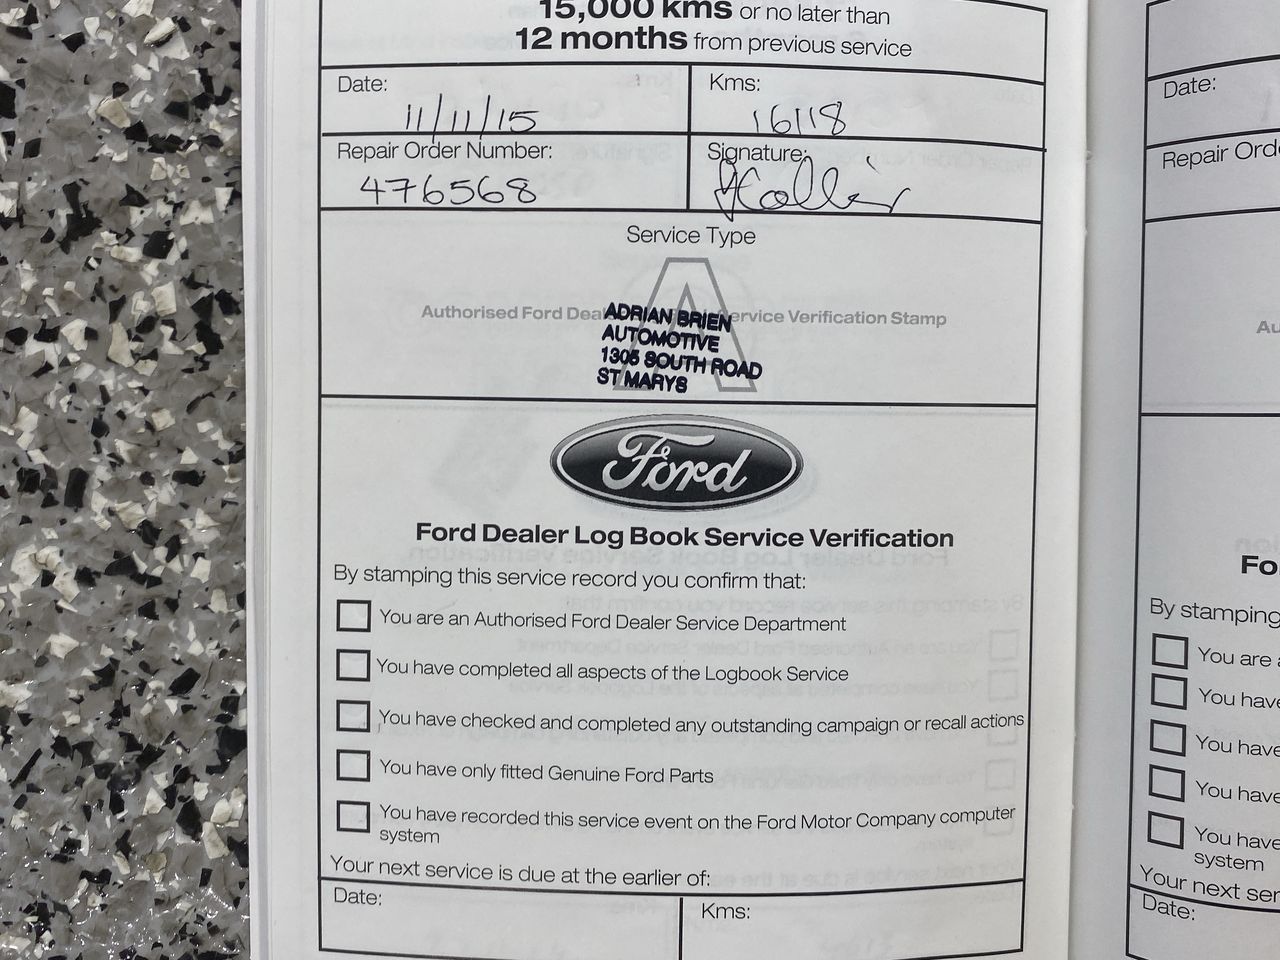 15,000 kms or no later than
12 months from previous service
Date:
11/11/15
Kms:
16118
Repair Order Number:
476568
Signature:
Service Type
A
Authorised Ford Dea ervice Verification Stamp
ADRIAN BRIEN
AUTOMOTIVE
1305 SOUTH ROAD
ST MARYS
Ford
Ford Dealer Log Book Service Verification
By stamping this service record you confirm that:
You are an Authorised Ford Dealer Service Department
You have completed all aspects of the Logbook Service
You have checked and completed any outstanding campaign or recall actions
You have only fitted Genuine Ford Parts
You have recorded this service event on the Ford Motor Company computer
system
Your next service is due at the earlier of:
Date:
Kms:
Date:
Repair Ord
Au
Fo
By stamping
You are a
You have
You have
You have
You have
system
Your next ser
Date: